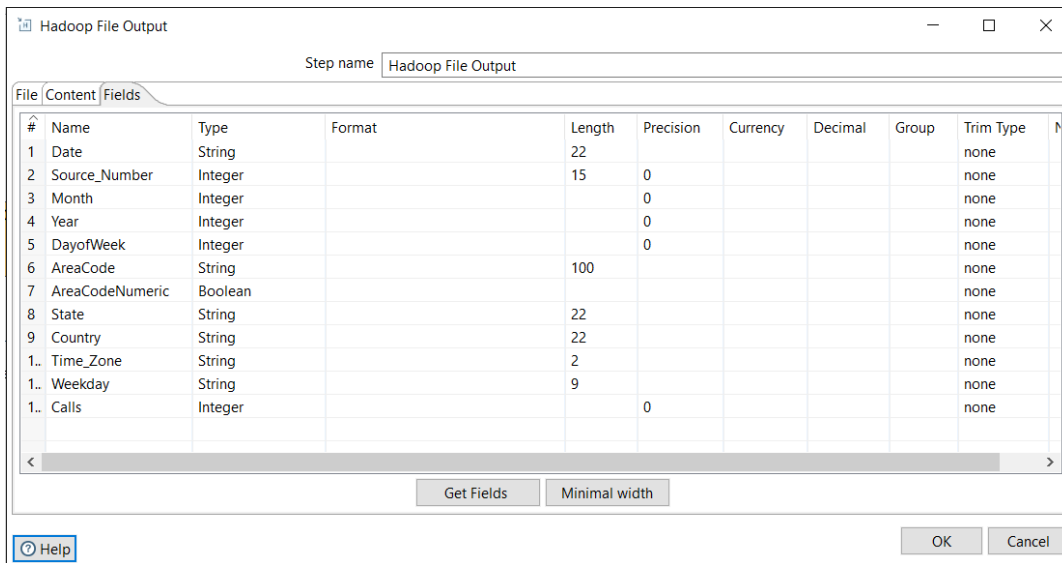 Hadoop File Output
Step name Hadoop File Output
File Content Fields
# Name Type Format Length Precision Currency Decimal Group Trim Type N
1 Date String 22 none
2 Source_Number Integer 15 0 none
3 Month Integer 0 none
4 Year Integer 0 none
5 DayofWeek Integer 0 none
6 AreaCode String 100 none
7 AreaCodeNumeric Boolean none
8 State String 22 none
9 Country String 22 none
1.. Time_Zone String 2 none
1.. Weekday String 9 none
1.. Calls Integer 0 none
Get Fields Minimal width
Help OK Cancel